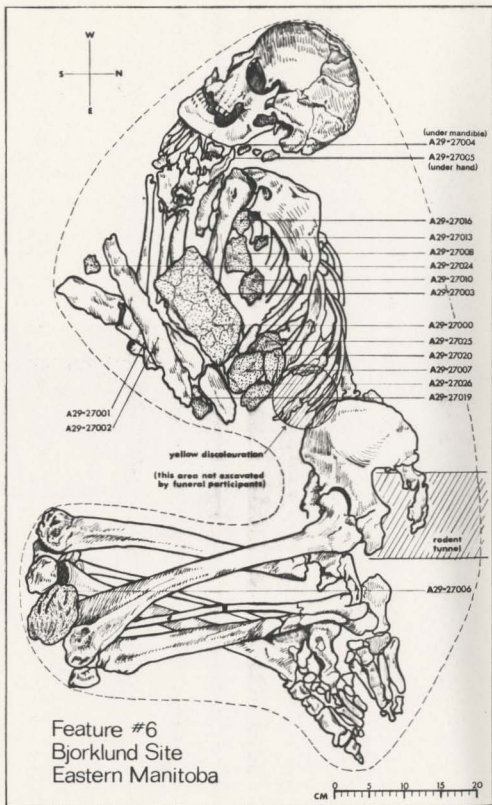 W
S N
E
(under mandible)
A29-27004
A29-27005
(under hand)
A29-27016
A29-27013
A29-27008
A29-27024
A29-27010
A29-27003
A29-27000
A29-27025
A29-27020
A29-27007
A29-27026
A29-27019
A29-27001
A29-27002
yellow discolouration
(this area not excavated
by funeral participants)
rodent
tunnel
A29-27006
Feature #6
Bjorklund Site
Eastern Manitoba
CM 0 5 10 15 20